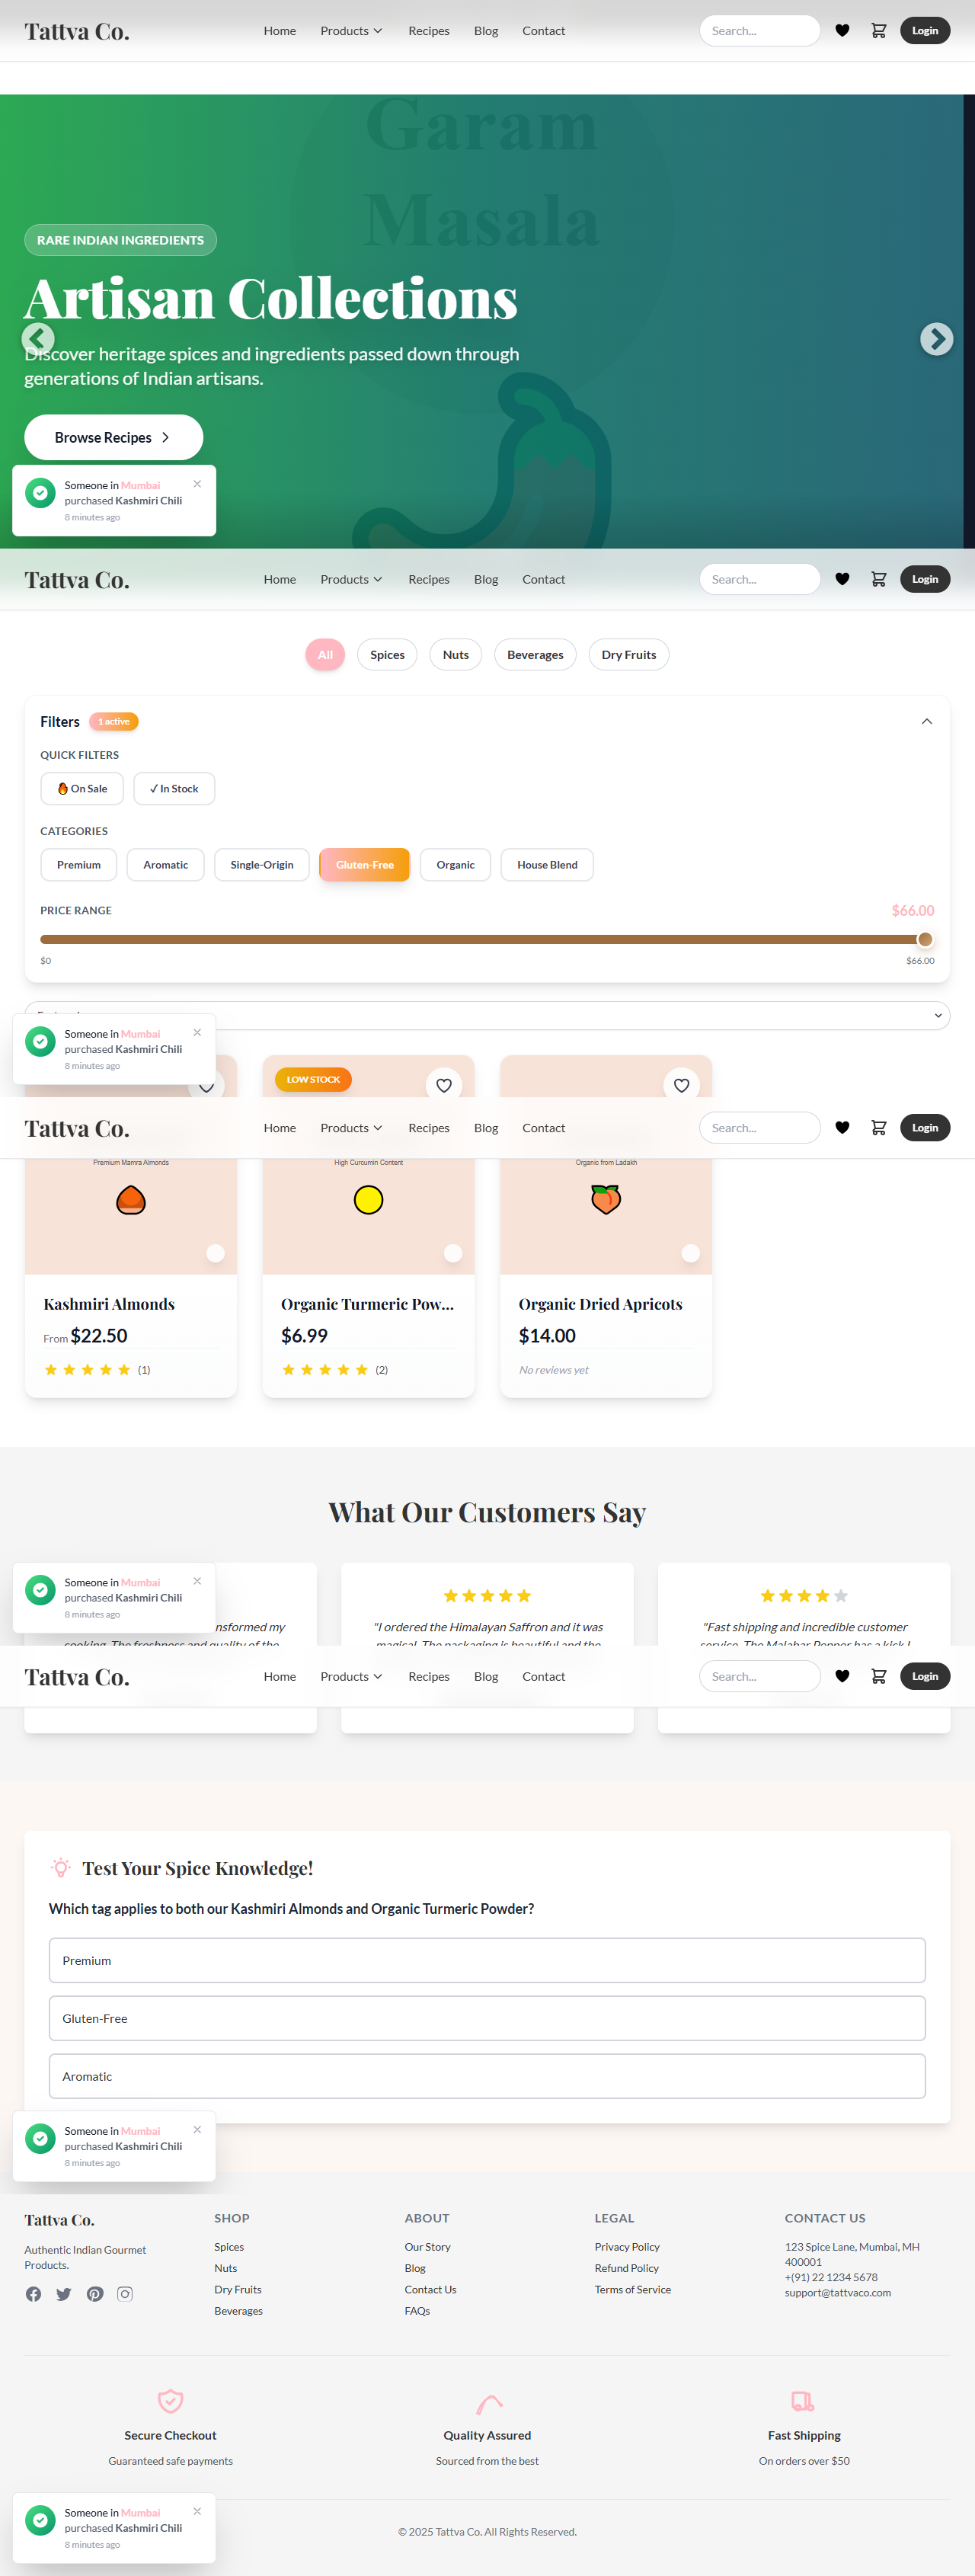 Tattva Co.
Home
Products
Recipes
Blog
Contact
Search...
Login
Garam
Masala
RARE INDIAN INGREDIENTS
Artisan Collections
Discover heritage spices and ingredients passed down through
generations of Indian artisans.
Browse Recipes
Someone in Mumbai
purchased Kashmiri Chili
8 minutes ago
Tattva Co.
Home
Products
Recipes
Blog
Contact
Search...
Login
All
Spices
Nuts
Beverages
Dry Fruits
Filters
1 active
QUICK FILTERS
🔥 On Sale
✓ In Stock
CATEGORIES
Premium
Aromatic
Single-Origin
Gluten-Free
Organic
House Blend
PRICE RANGE
$66.00
$0
$66.00
Someone in Mumbai
purchased Kashmiri Chili
8 minutes ago
LOW STOCK
Tattva Co.
Home
Products
Recipes
Blog
Contact
Search...
Login
Premium Mamra Almonds
High Curcumin Content
Organic from Ladakh
Kashmiri Almonds
From $22.50
(1)
Organic Turmeric Pow...
$6.99
(2)
Organic Dried Apricots
$14.00
No reviews yet
What Our Customers Say
Someone in Mumbai
purchased Kashmiri Chili
8 minutes ago
nsformed my
cooking. The freshness and quality of the
"I ordered the Himalayan Saffron and it was
magical. The packaging is beautiful and the
"Fast shipping and incredible customer
service. The Malabar Pepper has a kick I
Tattva Co.
Home
Products
Recipes
Blog
Contact
Search...
Login
Test Your Spice Knowledge!
Which tag applies to both our Kashmiri Almonds and Organic Turmeric Powder?
Premium
Gluten-Free
Aromatic
Someone in Mumbai
purchased Kashmiri Chili
8 minutes ago
Tattva Co.
Authentic Indian Gourmet
Products.
SHOP
Spices
Nuts
Dry Fruits
Beverages
ABOUT
Our Story
Blog
Contact Us
FAQs
LEGAL
Privacy Policy
Refund Policy
Terms of Service
CONTACT US
123 Spice Lane, Mumbai, MH
400001
+(91) 22 1234 5678
support@tattvaco.com
Secure Checkout
Guaranteed safe payments
Quality Assured
Sourced from the best
Fast Shipping
On orders over $50
Someone in Mumbai
purchased Kashmiri Chili
8 minutes ago
© 2025 Tattva Co. All Rights Reserved.